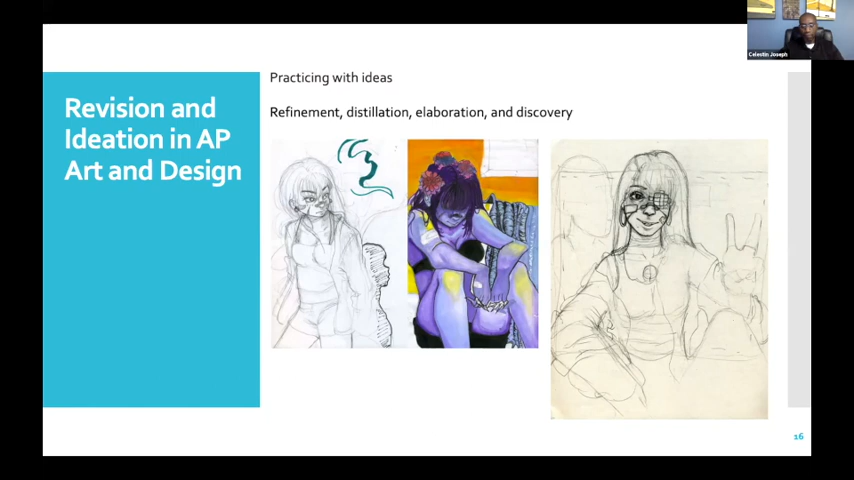 Celestin Joseph
Practicing with ideas
Revision and
Ideation in AP
Art and Design
Refinement, distillation, elaboration, and discovery
16